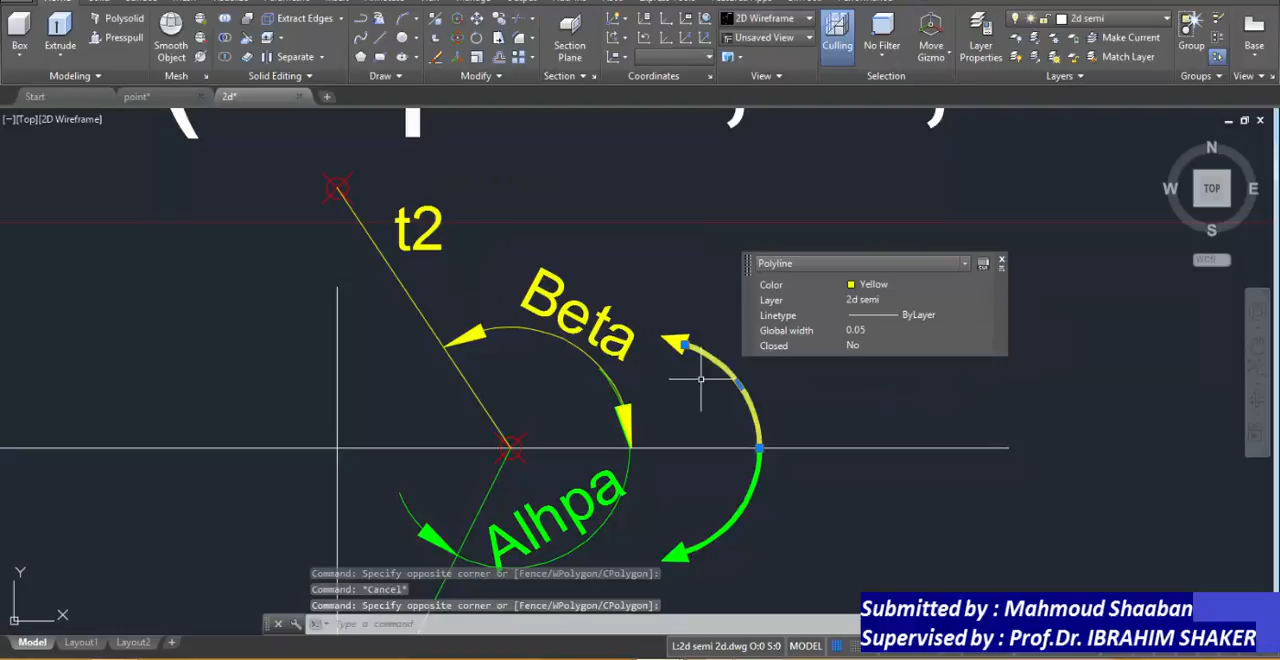 Box
Extrude
Polysolid
Presspull
Smooth
Object
Extract Edges
Separate
Section
Plane
2D Wireframe
Unsaved View
Culling
No Filter
Move
Gizmo
Layer
Properties
2d semi
Make Current
Match Layer
Group
Base
Modeling
Mesh
Solid Editing
Draw
Modify
Section
Coordinates
View
Selection
Layers
Groups
View
Start
point*
2d*
[−][Top][2D Wireframe]
N
W
TOP
E
S
WCS
t2
Beta
Alhpa
Polyline
Color
Yellow
Layer
2d semi
Linetype
ByLayer
Global width
0.05
Closed
No
Command: Specify opposite corner or [Fence/WPolygon/CPolygon]:
Command: *Cancel*
Command: Specify opposite corner or [Fence/WPolygon/CPolygon]:
Type a command
Y
X
Submitted by : Mahmoud Shaaban
Supervised by : Prof.Dr. IBRAHIM SHAKER
Model
Layout1
Layout2
L:2d semi 2d.dwg O:0 S:0
MODEL